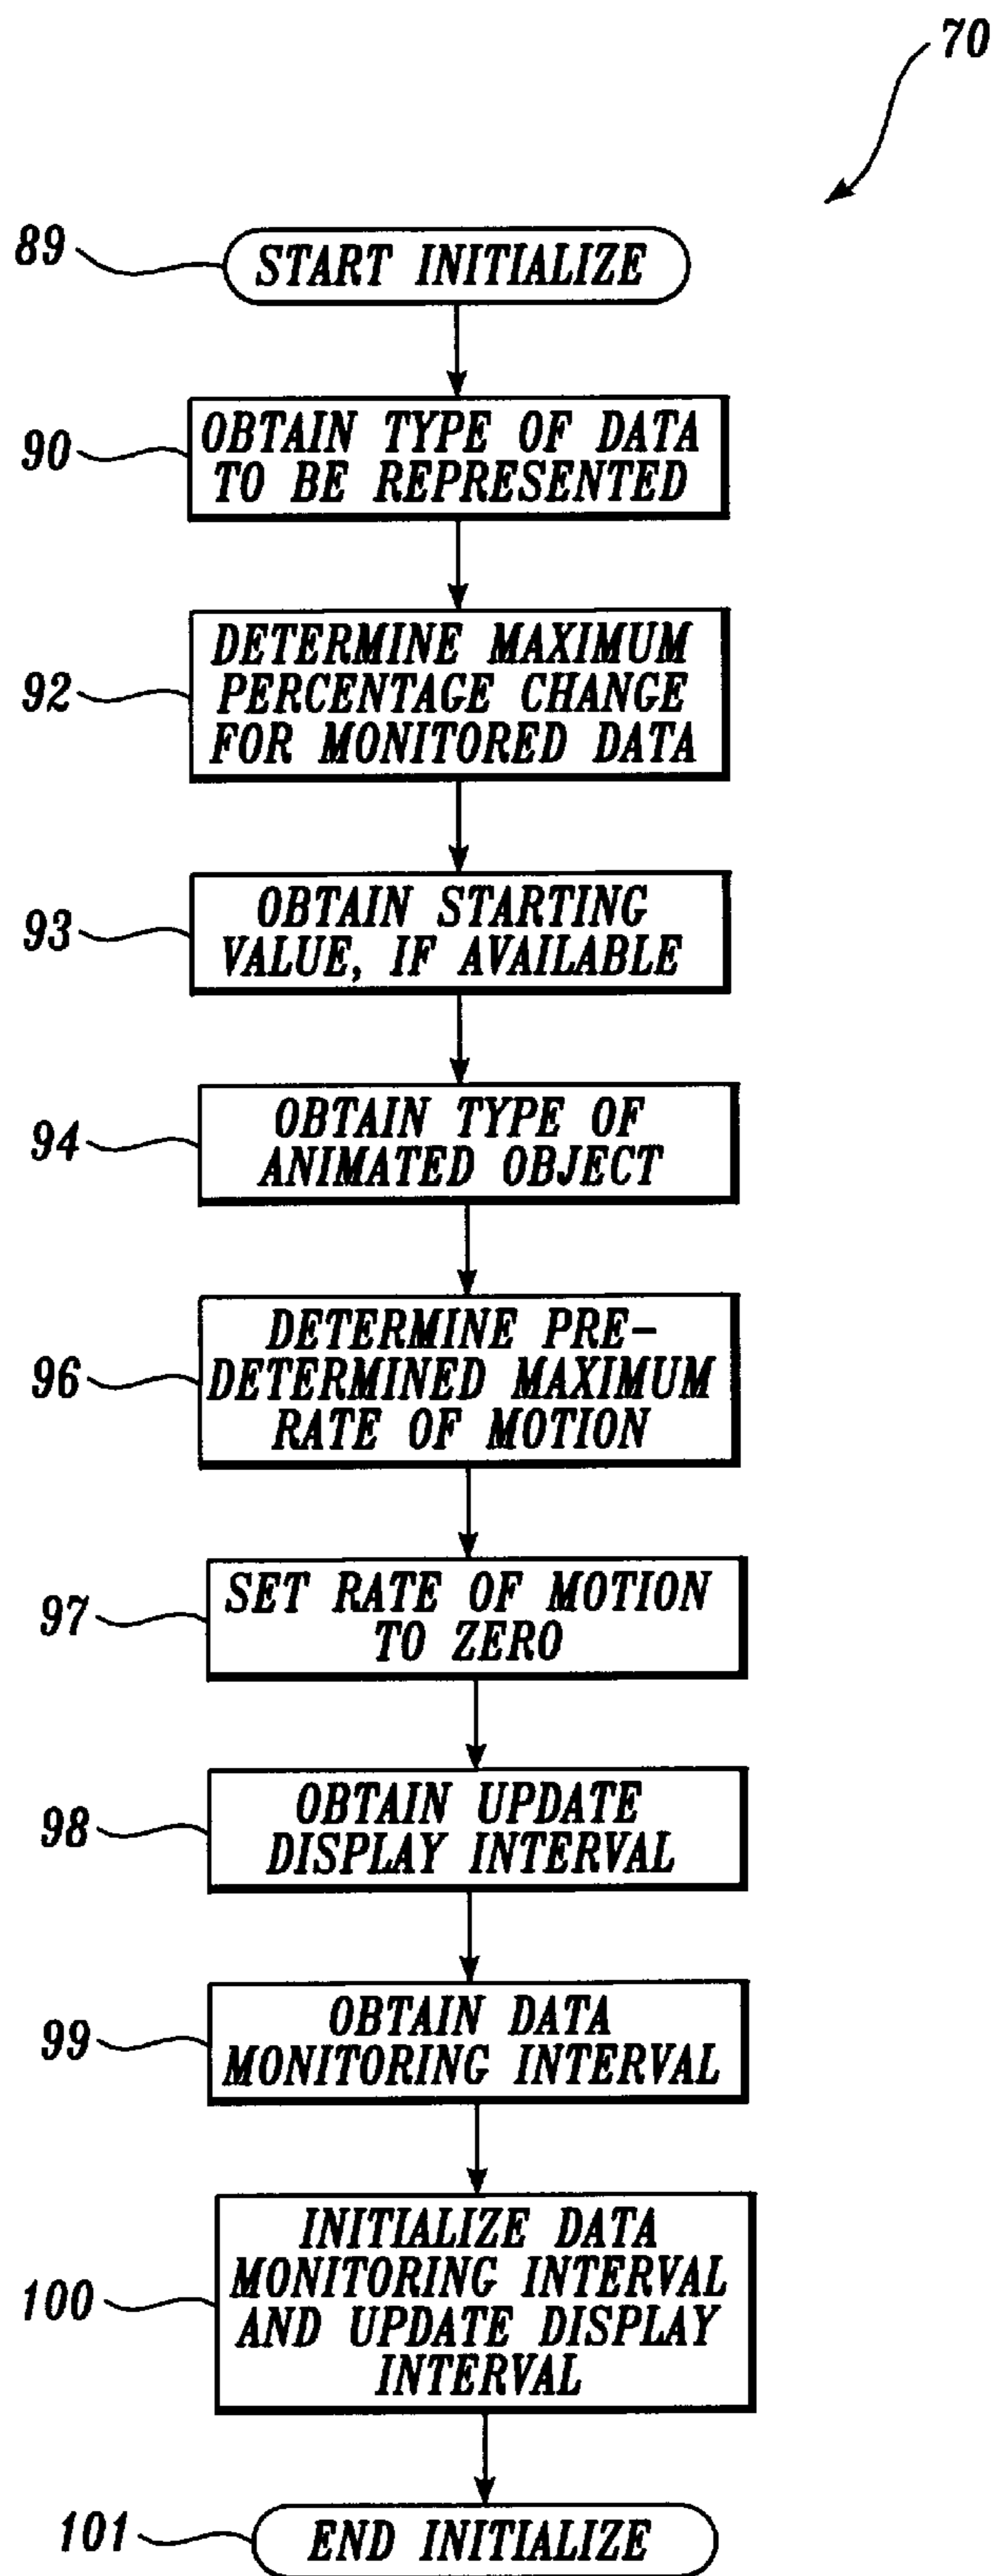 70
89
START INITIALIZE
90
OBTAIN TYPE OF DATA
TO BE REPRESENTED
92
DETERMINE MAXIMUM
PERCENTAGE CHANGE
FOR MONITORED DATA
93
OBTAIN STARTING
VALUE, IF AVAILABLE
94
OBTAIN TYPE OF
ANIMATED OBJECT
96
DETERMINE PRE-
DETERMINED MAXIMUM
RATE OF MOTION
97
SET RATE OF MOTION
TO ZERO
98
OBTAIN UPDATE
DISPLAY INTERVAL
99
OBTAIN DATA
MONITORING INTERVAL
100
INITIALIZE DATA
MONITORING INTERVAL
AND UPDATE DISPLAY
INTERVAL
101
END INITIALIZE